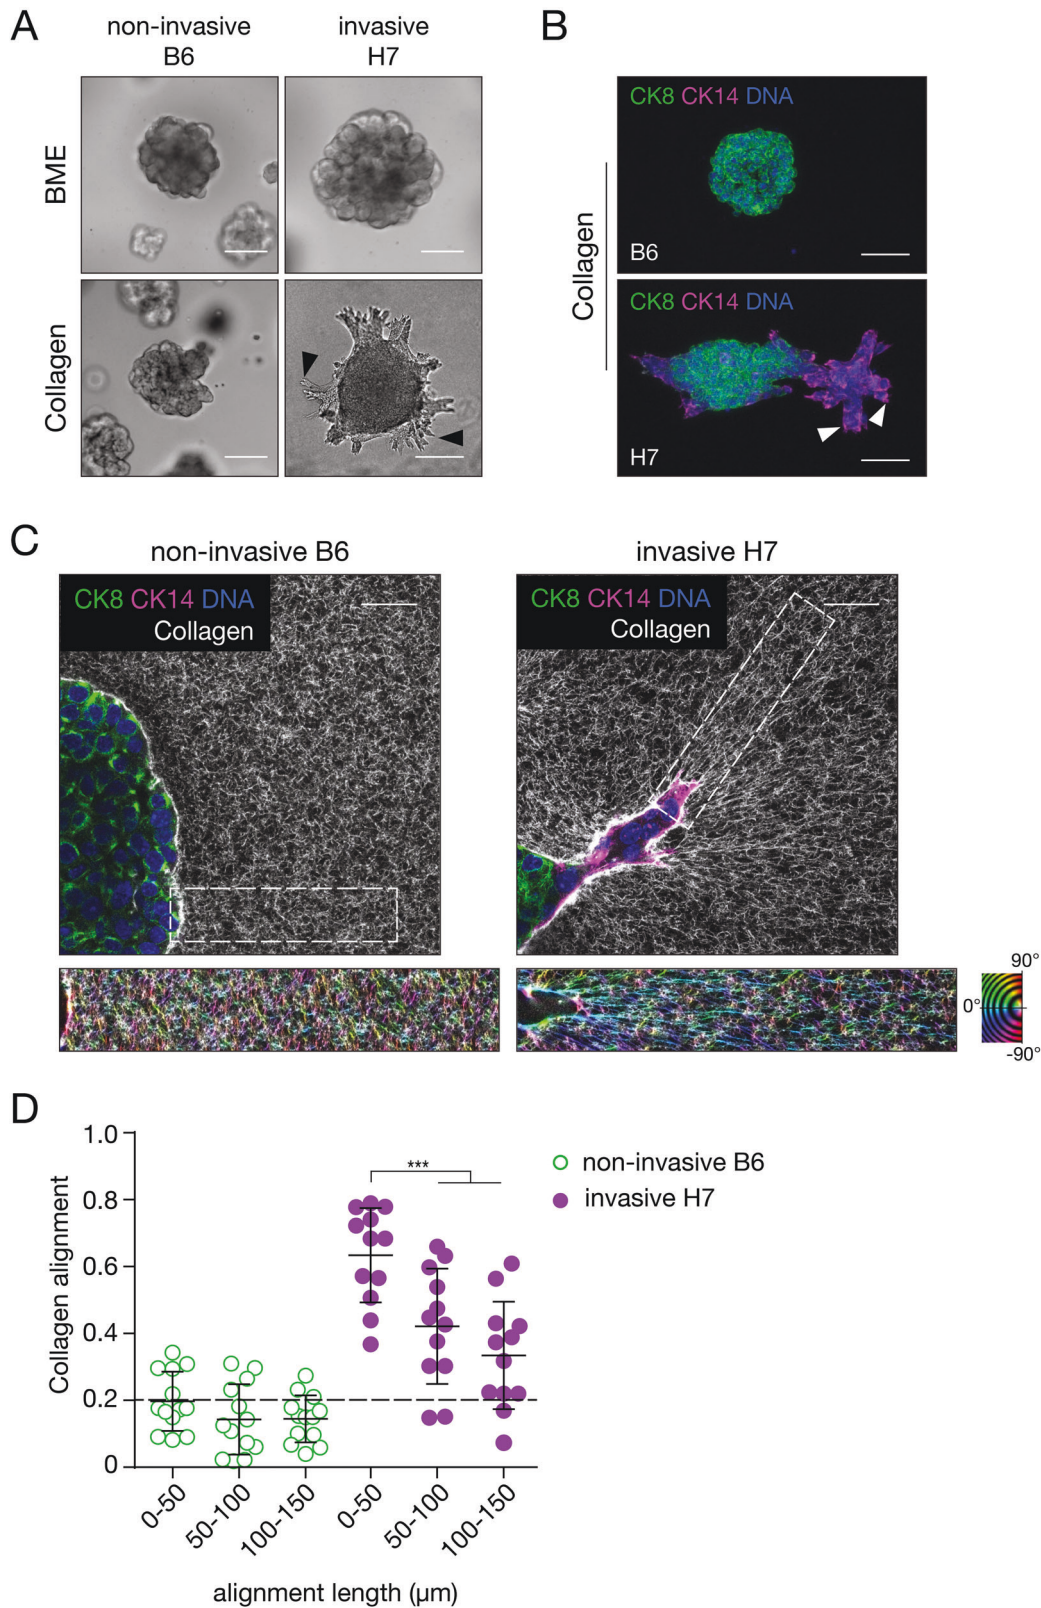 A
non-invasive
B6
invasive
H7
BME
Collagen
B
CK8 CK14 DNA
B6
Collagen
CK8 CK14 DNA
H7
C
non-invasive B6
CK8 CK14 DNA
Collagen
invasive H7
CK8 CK14 DNA
Collagen
90°
0°
-90°
D
Collagen alignment
1.0
0.8
0.6
0.4
0.2
0
***
non-invasive B6
invasive H7
0-50
50-100
100-150
0-50
50-100
100-150
alignment length (µm)